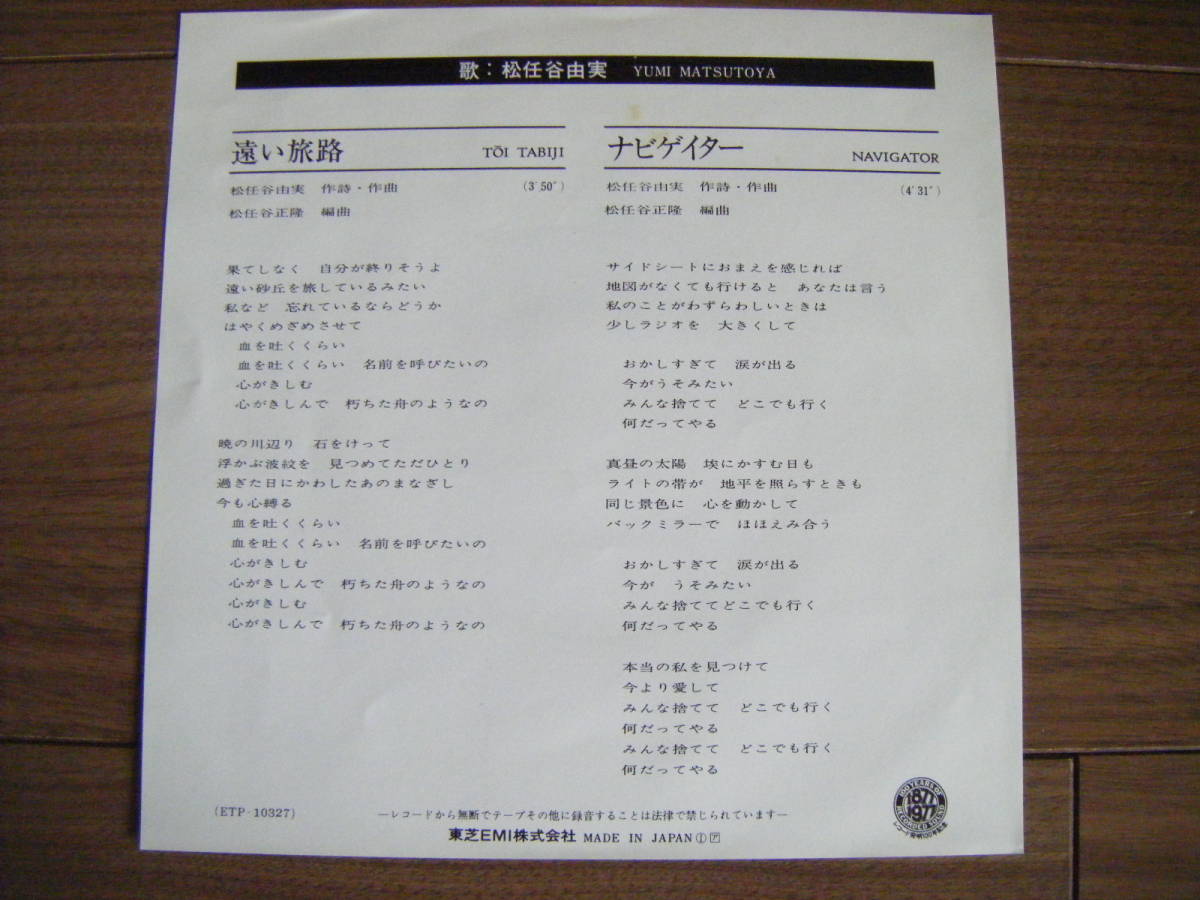 歌：松任谷由実 YUMI MATSUTOYA
遠い旅路 TŌI TABIJI
松任谷由実 作詩・作曲 (3′50″)
松任谷正隆 編曲
果てしなく 自分が終りそうよ
遠い砂丘を旅しているみたい
私など 忘れているならどうか
はやくめざめさせて
血を吐くくらい
血を吐くくらい 名前を呼びたいの
心がきしむ
心がきしんで 朽ちた舟のようなの
暁の川辺り 石をけって
浮かぶ波紋を 見つめてただひとり
過ぎた日にかわしたあのまなざし
今も心縛る
血を吐くくらい
血を吐くくらい 名前を呼びたいの
心がきしむ
心がきしんで 朽ちた舟のようなの
心がきしむ
心がきしんで 朽ちた舟のようなの
ナビゲイター NAVIGATOR
松任谷由実 作詩・作曲 (4′31″)
松任谷正隆 編曲
サイドシートにおまえを感じれば
地図がなくても行けると あなたは言う
私のことがわずらわしいときは
少しラジオを 大きくして
おかしすぎて 涙が出る
今がうそみたい
みんな捨てて どこでも行く
何だってやる
真昼の太陽 埃にかすむ日も
ライトの帯が 地平を照らすときも
同じ景色に 心を動かして
バックミラーで ほほえみ合う
おかしすぎて 涙が出る
今が うそみたい
みんな捨ててどこでも行く
何だってやる
本当の私を見つけて
今より愛して
みんな捨てて どこでも行く
何だってやる
みんな捨てて どこでも行く
何だってやる
(ETP-10327)
—レコードから無断でテープその他に録音することは法律で禁じられています—
東芝EMI株式会社 MADE IN JAPAN Ⓘ ア
100 YEARS OF
1877
1977
RECORDED SOUND
レコード発明100年記念